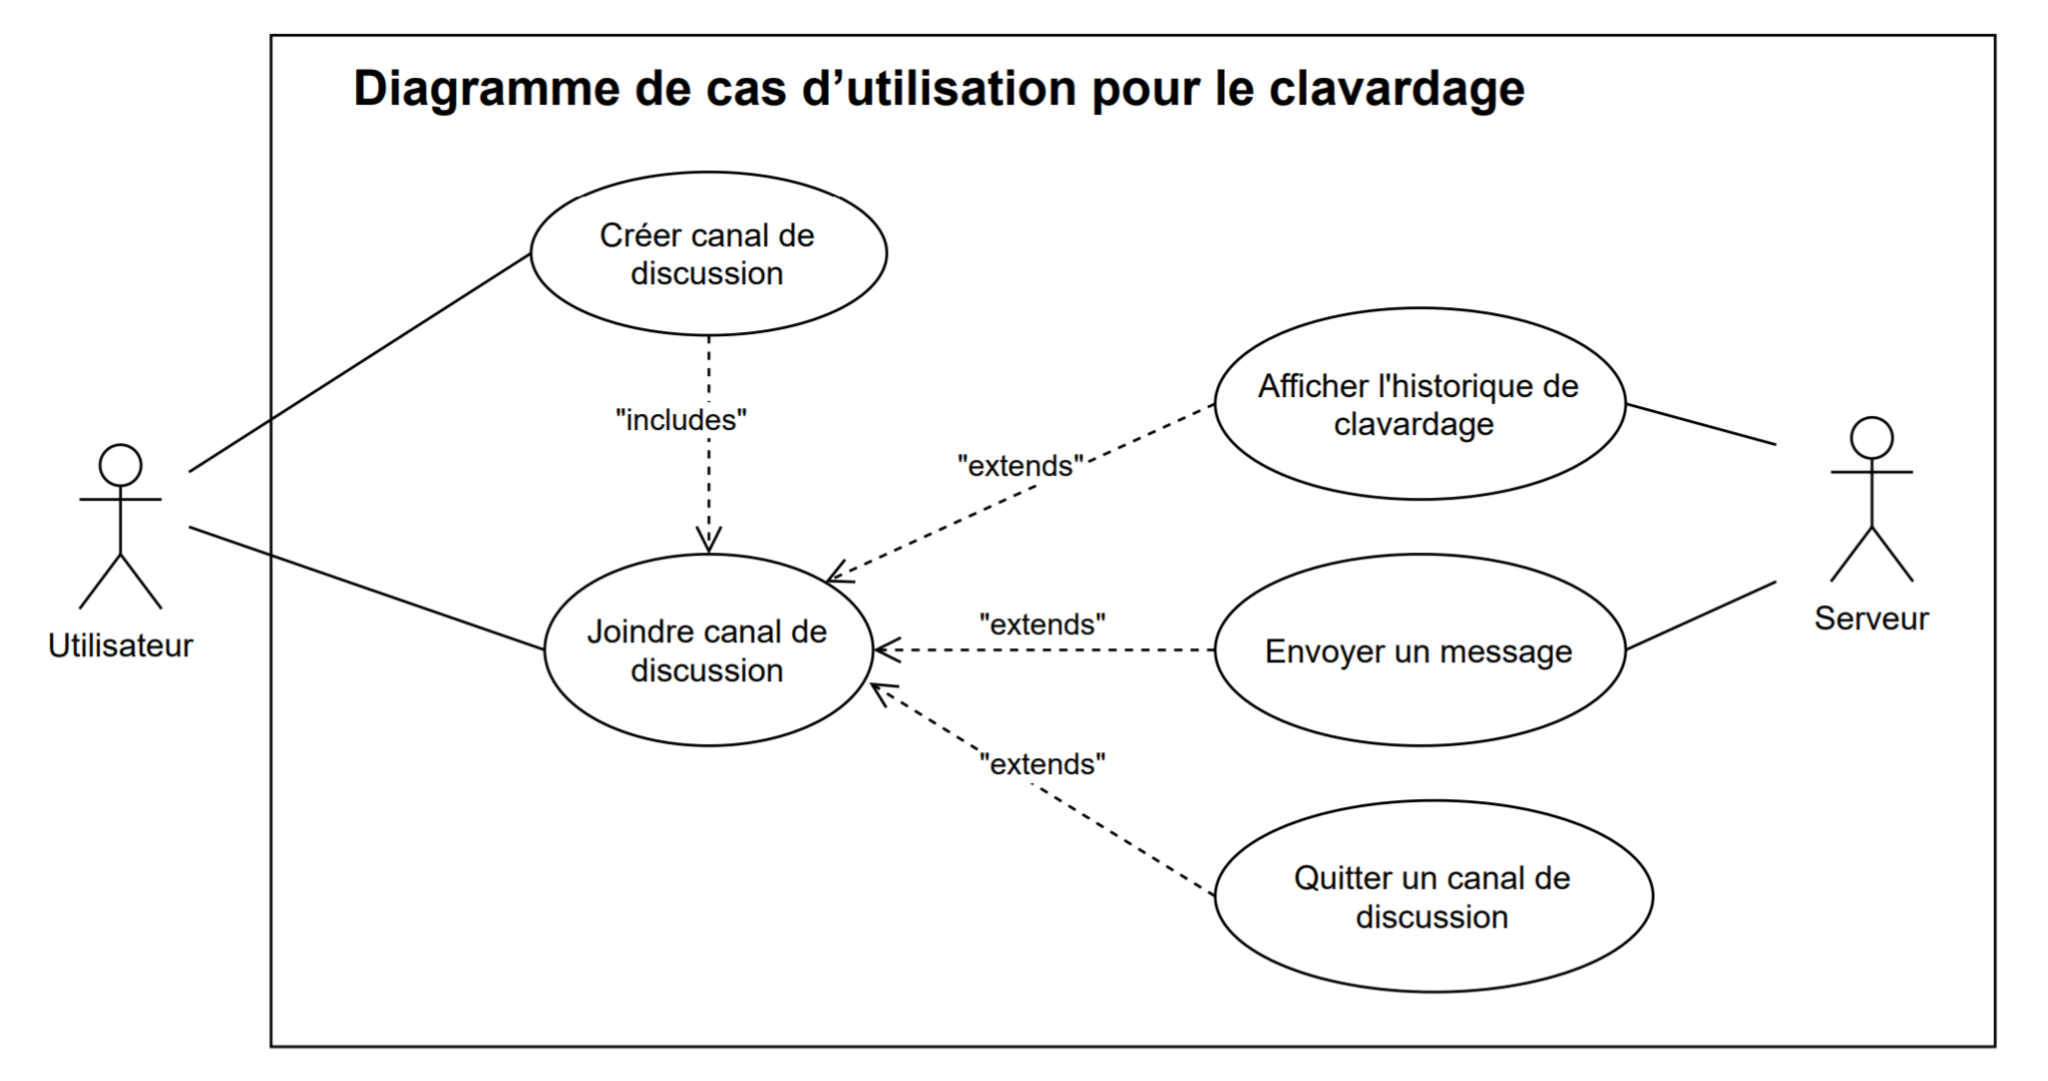 Diagramme de cas d’utilisation pour le clavardage
Créer canal de
discussion
"includes"
Afficher l'historique de
clavardage
"extends"
Utilisateur
Joindre canal de
discussion
"extends"
Envoyer un message
Serveur
"extends"
Quitter un canal de
discussion